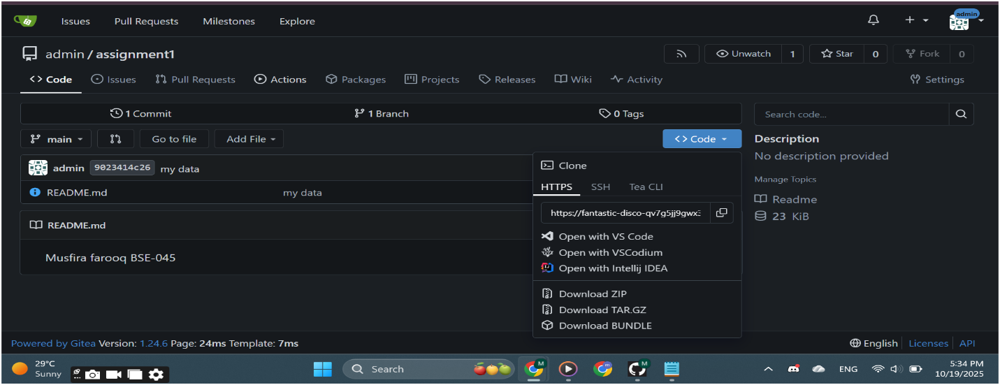 Issues Pull Requests Milestones Explore admin
admin / assignment1 Unwatch 1 Star 0 Fork 0
Code Issues Pull Requests Actions Packages Projects Releases Wiki Activity Settings
1 Commit 1 Branch 0 Tags Search code...
main Go to file Add File Code Description
admin 9023414c26 my data Clone No description provided
HTTPS SSH Tea CLI Manage Topics
README.md my data Readme
https://fantastic-disco-qv7g5jj9gwx 23 KiB
README.md Open with VS Code
Open with VSCodium
Musfira farooq BSE-045 Open with Intellij IDEA
Download ZIP
Download TAR.GZ
Download BUNDLE
Powered by Gitea Version: 1.24.6 Page: 24ms Template: 7ms English Licenses API
29°C Search M m M ENG 5:34 PM
Sunny 10/19/2025